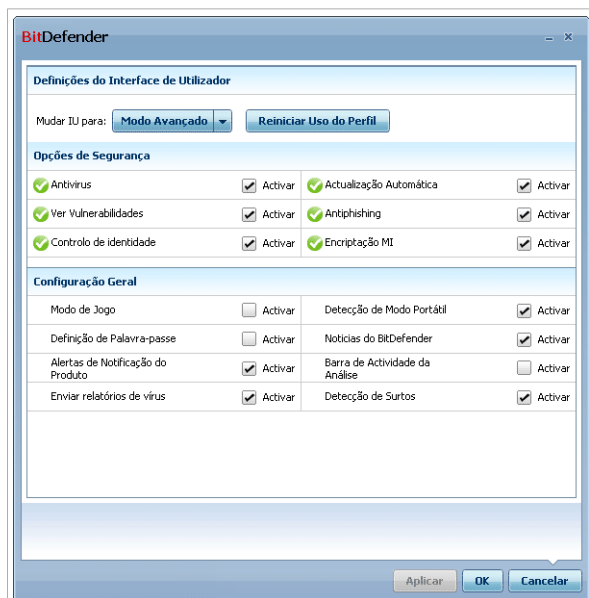 BitDefender
Definições do Interface de Utilizador
Mudar IU para: Modo Avançado Reiniciar Uso do Perfil
Opções de Segurança
Antivirus Activar Actualização Automática Activar
Ver Vulnerabilidades Activar Antiphishing Activar
Controlo de identidade Activar Encriptação MI Activar
Configuração Geral
Modo de Jogo Activar Detecção de Modo Portátil Activar
Definição de Palavra-passe Activar Noticias do BitDefender Activar
Alertas de Notificação do
Produto Activar Barra de Actividade da
Análise Activar
Enviar relatórios de vírus Activar Detecção de Surtos Activar
Aplicar OK Cancelar